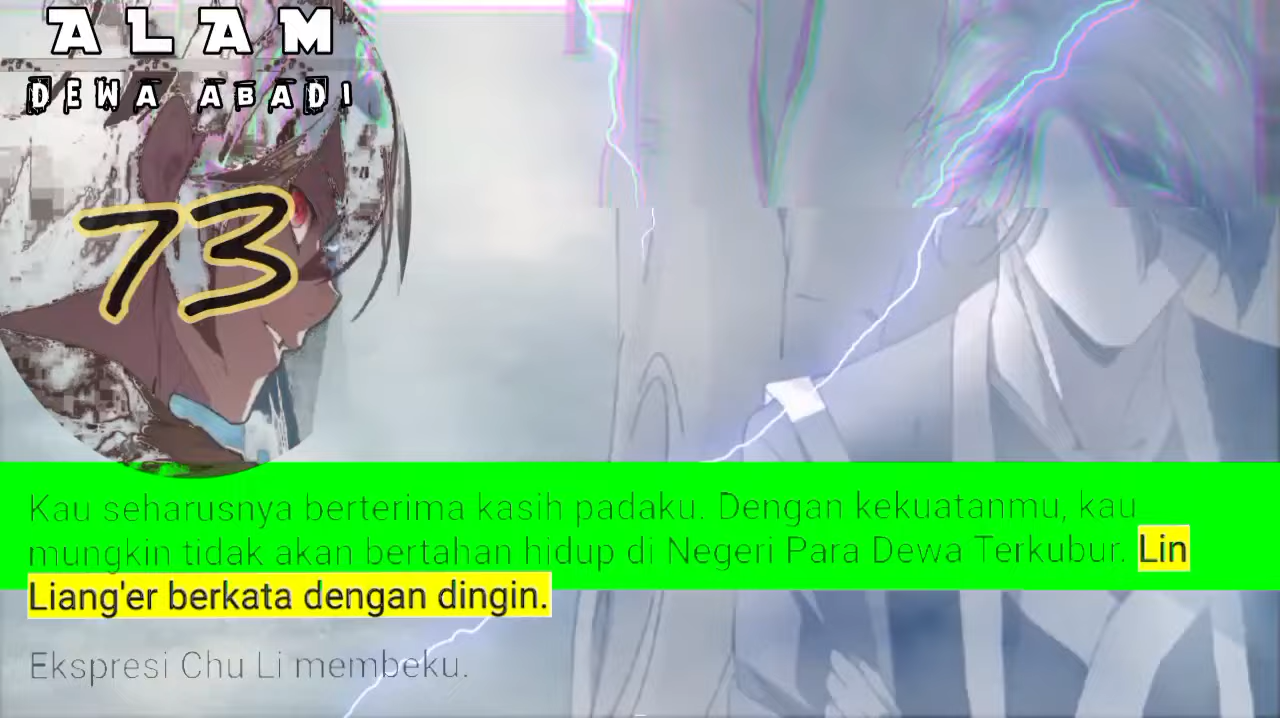 ALAM
DEWA ABADI
73
Kau seharusnya berterima kasih padaku. Dengan kekuatanmu, kau
mungkin tidak akan bertahan hidup di Negeri Para Dewa Terkubur. Lin
Liang'er berkata dengan dingin.
Ekspresi Chu Li membeku.